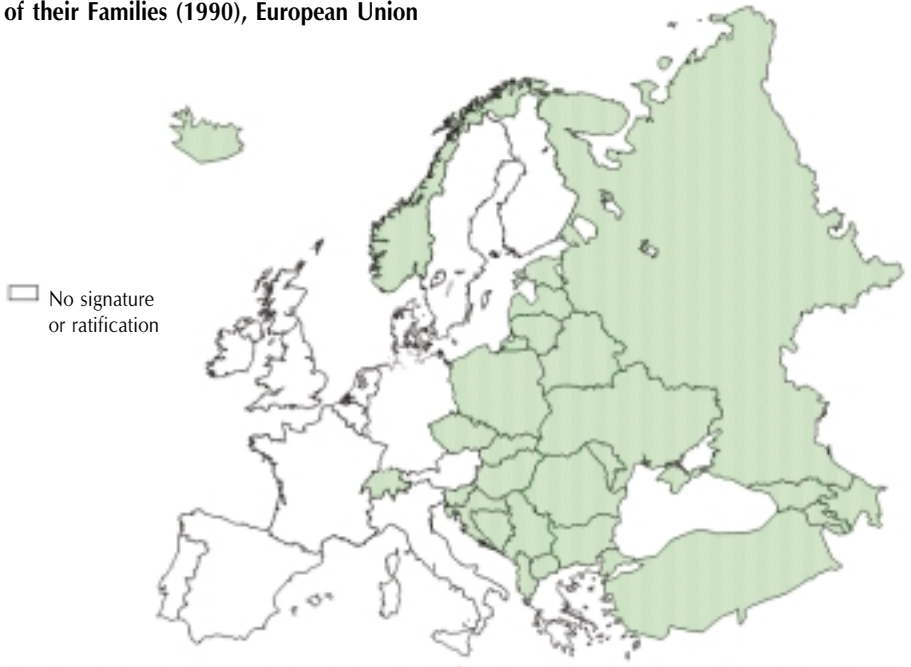 of their Families (1990), European Union
No signature
or ratification